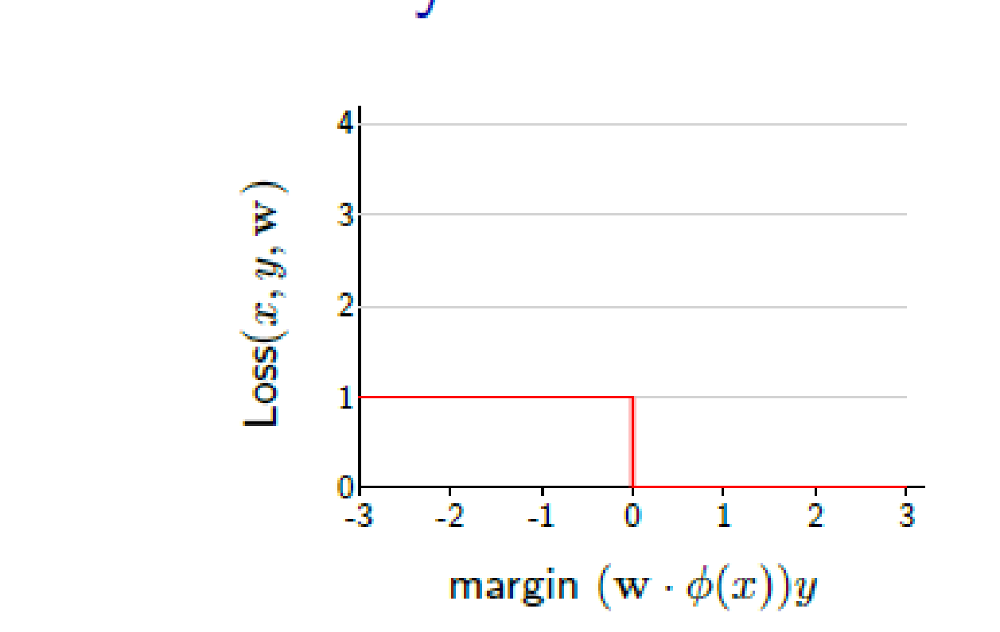 4
3
2
1
0
Loss(x, y, w)
-3 -2 -1 0 1 2 3
margin (w · ϕ(x))y